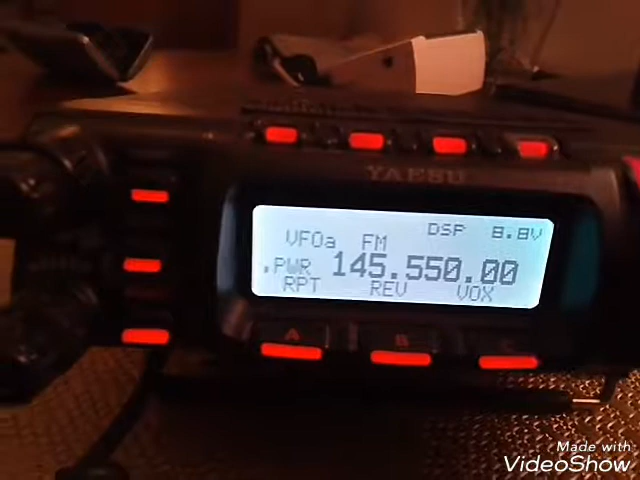 YAESU
DSP 8.8V
VFOa FM
PWR 145.550.00
RPT REV VOX
A B C
Made with
VideoShow